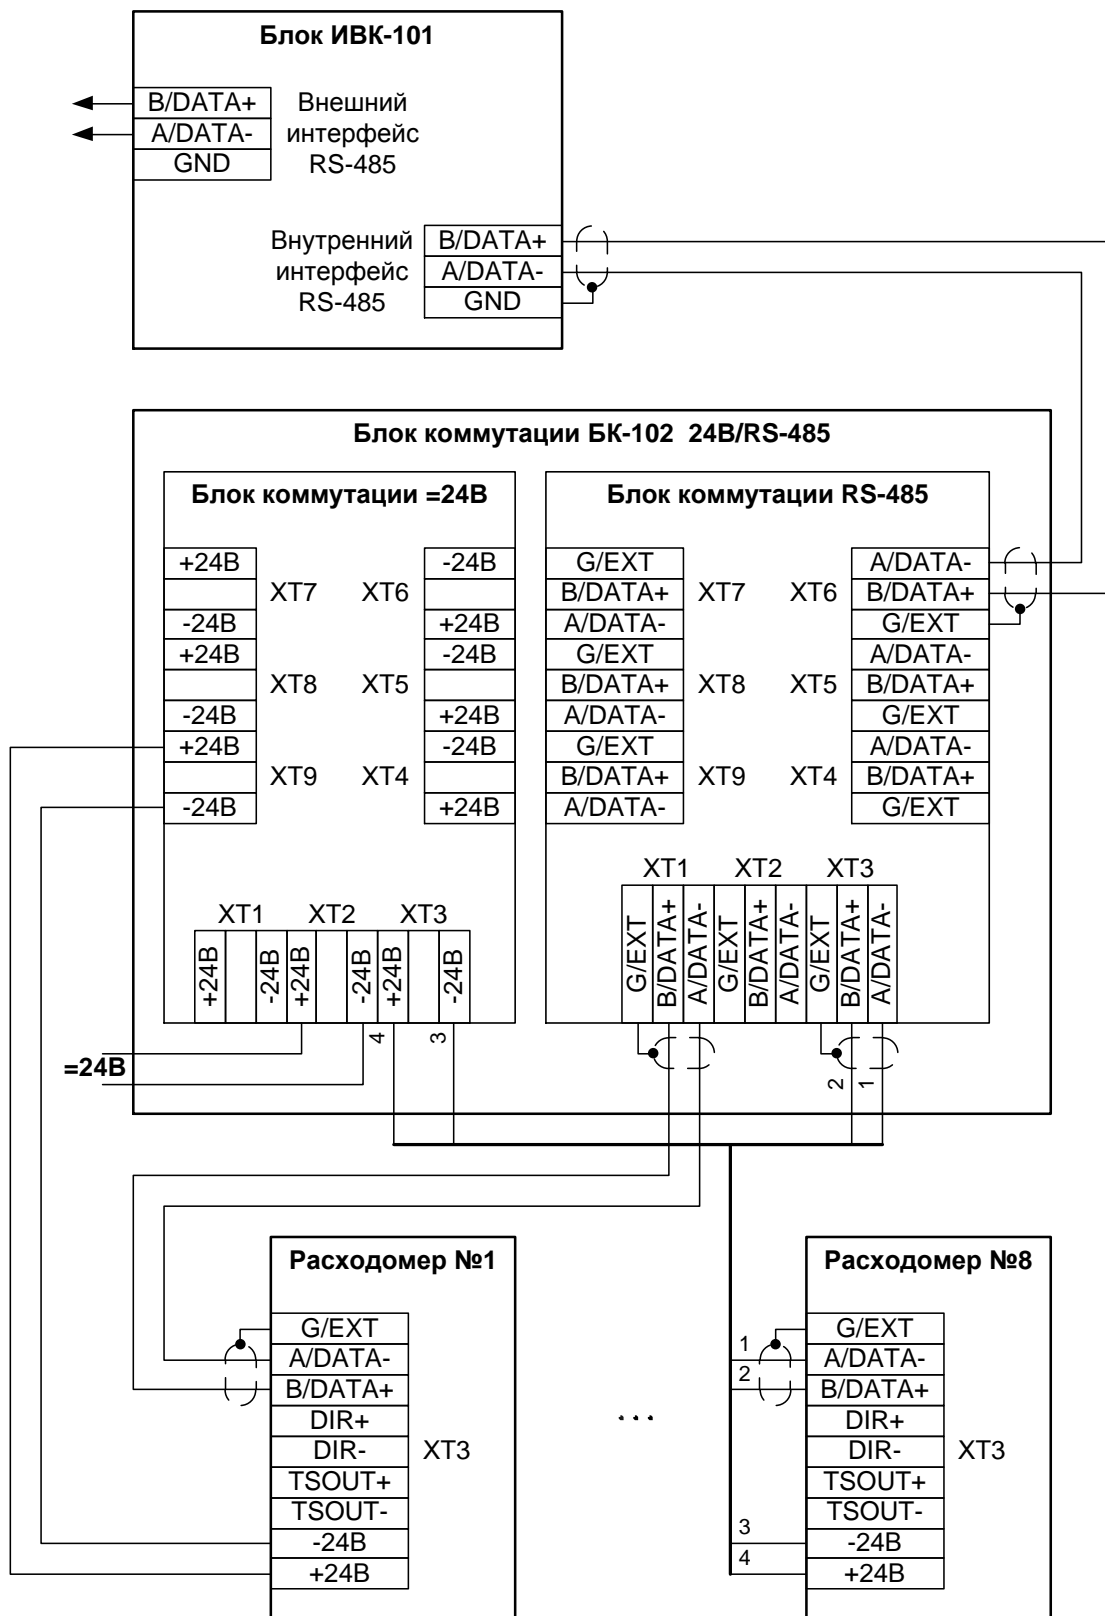 Блок ИВК-101
B/DATA+
A/DATA-
GND
Внешний
интерфейс
RS-485
Внутренний
интерфейс
RS-485
B/DATA+
A/DATA-
GND
Блок коммутации БК-102 24В/RS-485
Блок коммутации =24В
+24В
-24В
+24В
-24В
+24В
-24В
XT7
XT8
XT9
XT6
XT5
XT4
-24В
+24В
-24В
+24В
-24В
+24В
XT1
XT2
XT3
+24В
-24В
+24В
-24В
+24В
-24В
4
3
=24В
Блок коммутации RS-485
G/EXT
B/DATA+
A/DATA-
G/EXT
B/DATA+
A/DATA-
G/EXT
B/DATA+
A/DATA-
XT7
XT8
XT9
XT6
XT5
XT4
A/DATA-
B/DATA+
G/EXT
A/DATA-
B/DATA+
G/EXT
A/DATA-
B/DATA+
G/EXT
XT1
XT2
XT3
G/EXT
B/DATA+
A/DATA-
G/EXT
B/DATA+
A/DATA-
G/EXT
B/DATA+
A/DATA-
2
1
Расходомер №1
G/EXT
A/DATA-
B/DATA+
DIR+
DIR-
TSOUT+
TSOUT-
-24В
+24В
XT3
...
Расходомер №8
1
2
3
4
G/EXT
A/DATA-
B/DATA+
DIR+
DIR-
TSOUT+
TSOUT-
-24В
+24В
XT3